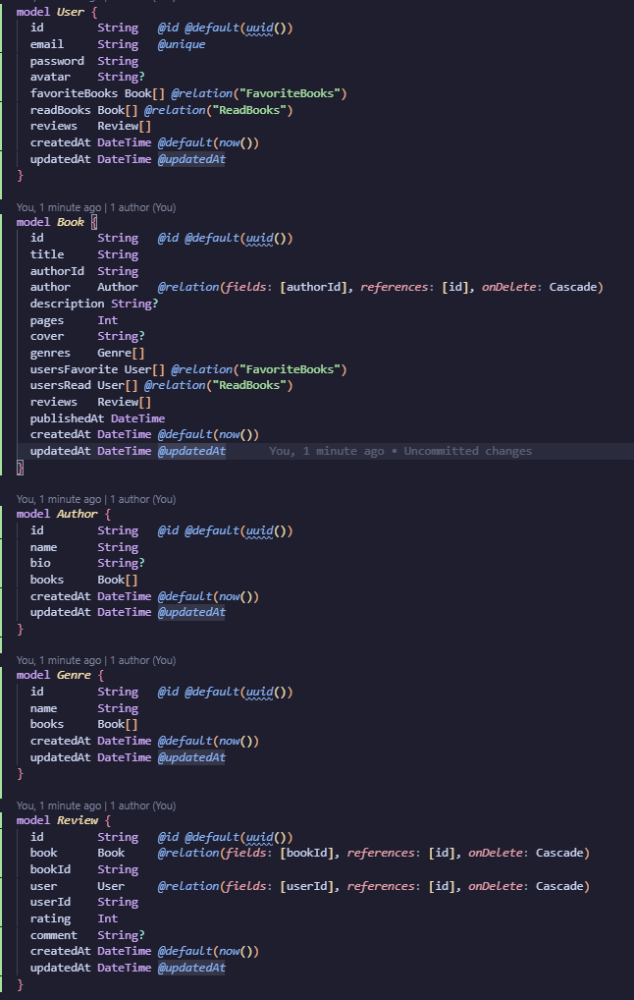 model User {
id String @id @default(uuid())
email String @unique
password String
avatar String?
favoriteBooks Book[] @relation("FavoriteBooks")
readBooks Book[] @relation("ReadBooks")
reviews Review[]
createdAt DateTime @default(now())
updatedAt DateTime @updatedAt
}
You, 1 minute ago | 1 author (You)
model Book {
id String @id @default(uuid())
title String
authorId String
author Author @relation(fields: [authorId], references: [id], onDelete: Cascade)
description String?
pages Int
cover String?
genres Genre[]
usersFavorite User[] @relation("FavoriteBooks")
usersRead User[] @relation("ReadBooks")
reviews Review[]
publishedAt DateTime
createdAt DateTime @default(now())
updatedAt DateTime @updatedAt You, 1 minute ago • Uncommitted changes
}
You, 1 minute ago | 1 author (You)
model Author {
id String @id @default(uuid())
name String
bio String?
books Book[]
createdAt DateTime @default(now())
updatedAt DateTime @updatedAt
}
You, 1 minute ago | 1 author (You)
model Genre {
id String @id @default(uuid())
name String
books Book[]
createdAt DateTime @default(now())
updatedAt DateTime @updatedAt
}
You, 1 minute ago | 1 author (You)
model Review {
id String @id @default(uuid())
book Book @relation(fields: [bookId], references: [id], onDelete: Cascade)
bookId String
user User @relation(fields: [userId], references: [id], onDelete: Cascade)
userId String
rating Int
comment String?
createdAt DateTime @default(now())
updatedAt DateTime @updatedAt
}